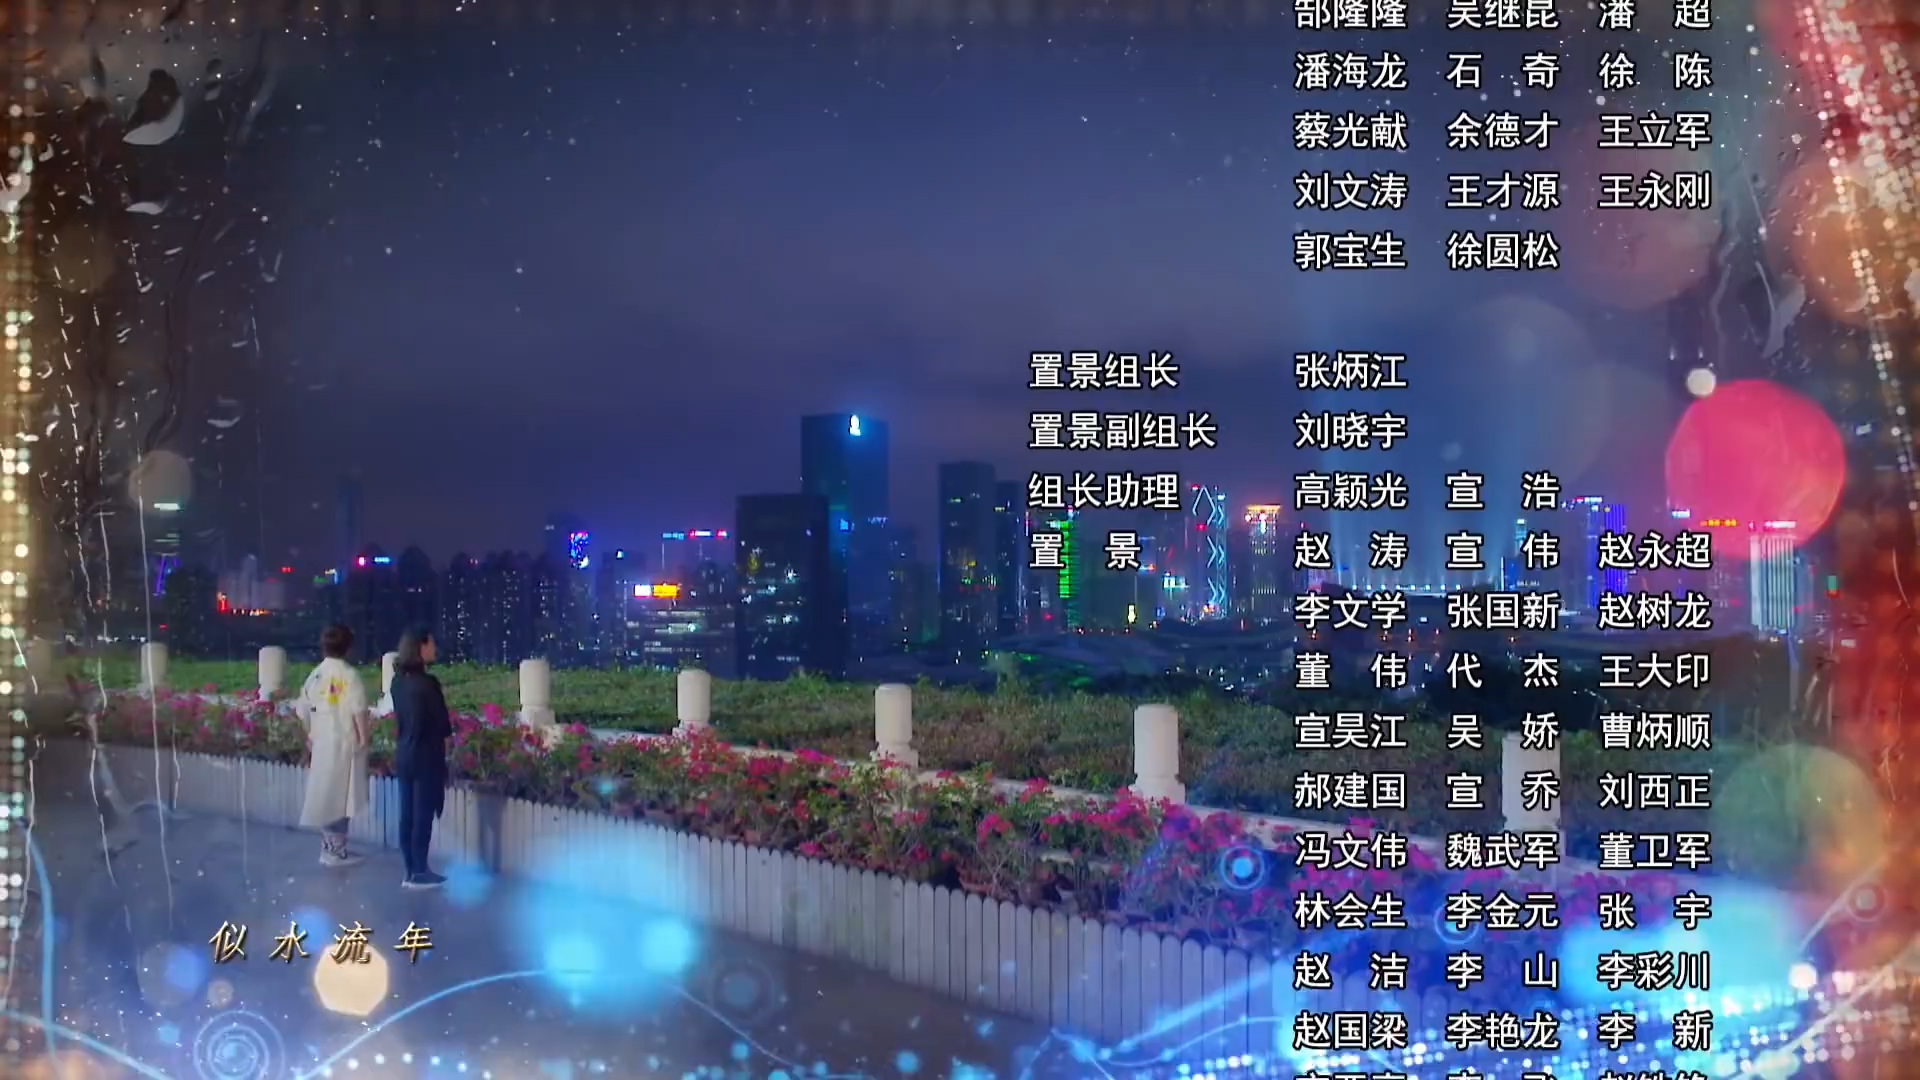 郜隆隆 吴继昆 潘 超
潘海龙 石 奇 徐 陈
蔡光献 余德才 王立军
刘文涛 王才源 王永刚
郭宝生 徐圆松
置景组长 张炳江
置景副组长 刘晓宇
组长助理 高颖光 宣 浩
置 景 赵 涛 宣 伟 赵永超
李文学 张国新 赵树龙
董 伟 代 杰 王大印
宣昊江 吴 娇 曹炳顺
郝建国 宣 乔 刘西正
冯文伟 魏武军 董卫军
林会生 李金元 张 宇
赵 洁 李 山 李彩川
赵国梁 李艳龙 李 新
似水流年